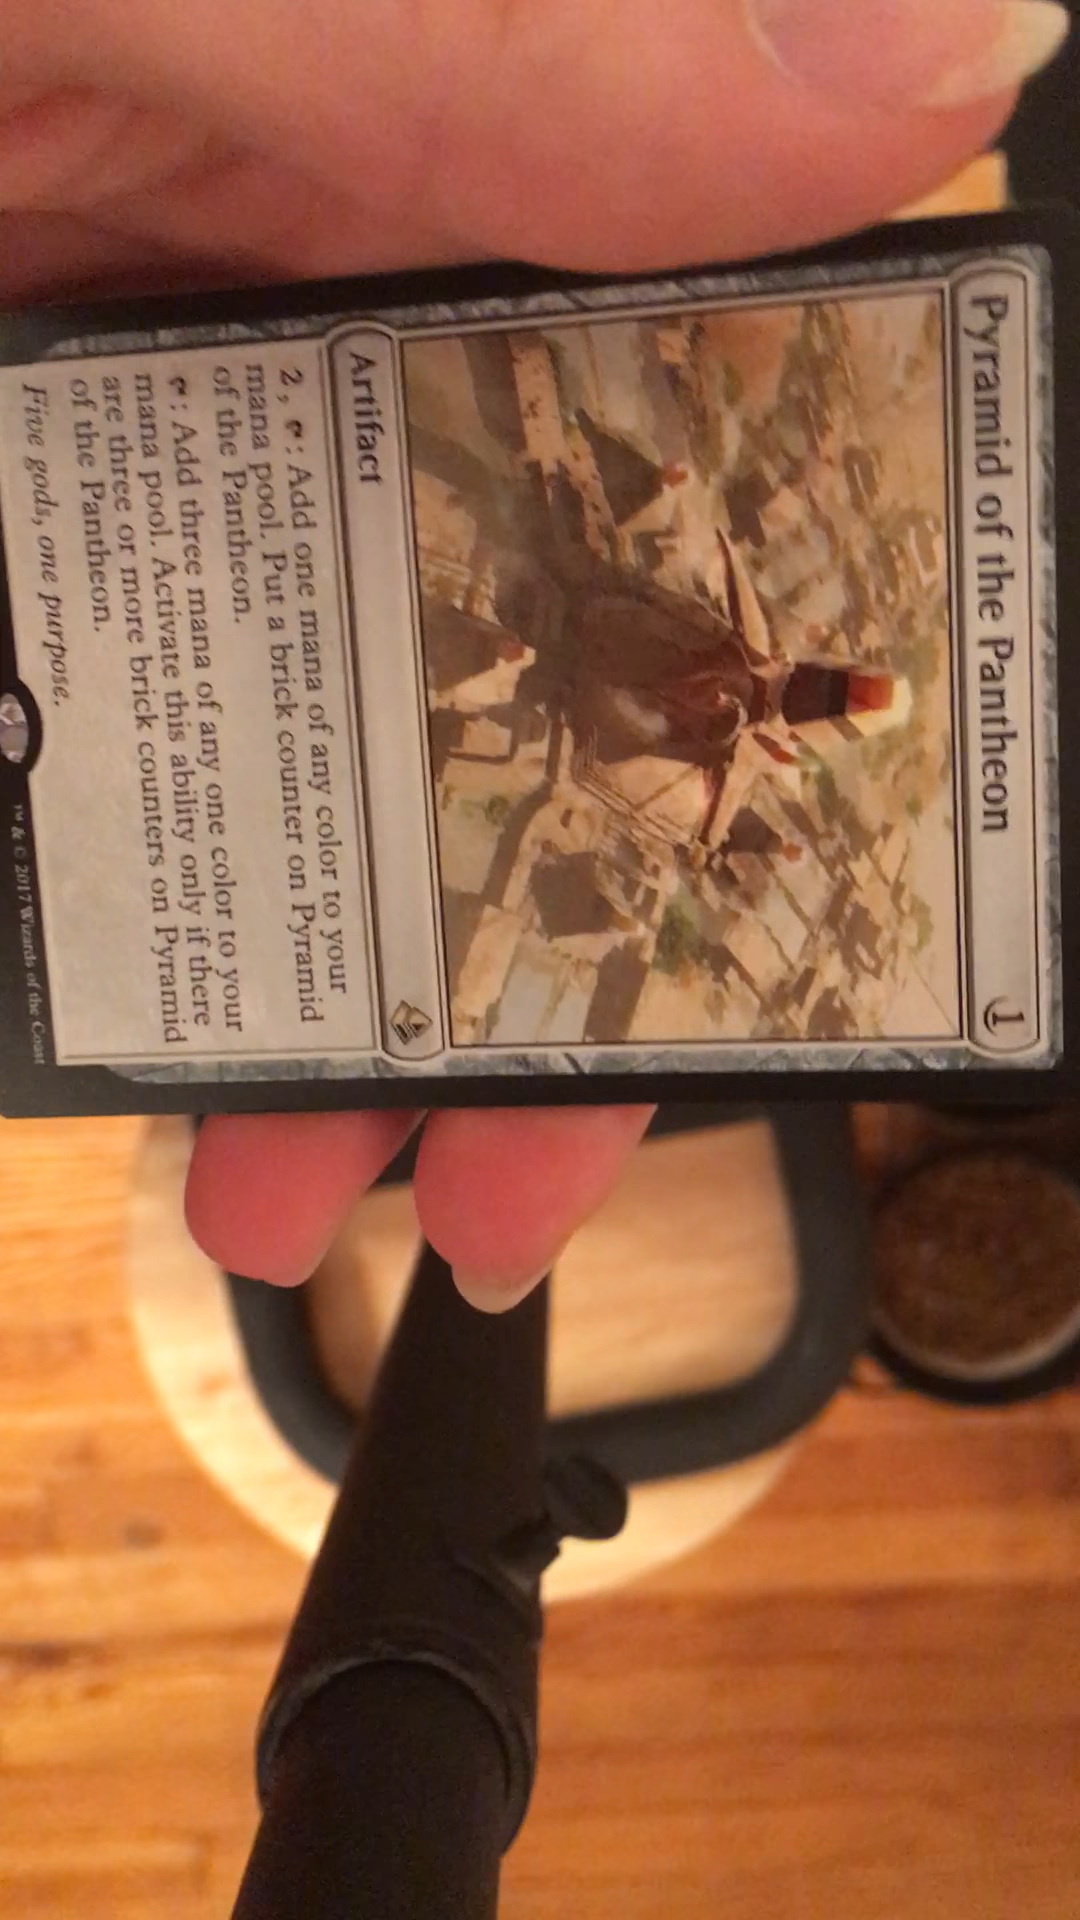 Pyramid of the Pantheon
1
Artifact
2, T: Add one mana of any color to your
mana pool. Put a brick counter on Pyramid
of the Pantheon.
T: Add three mana of any one color to your
mana pool. Activate this ability only if there
are three or more brick counters on Pyramid
of the Pantheon.
Five gods, one purpose.
™ & © 2017 Wizards of the Coast